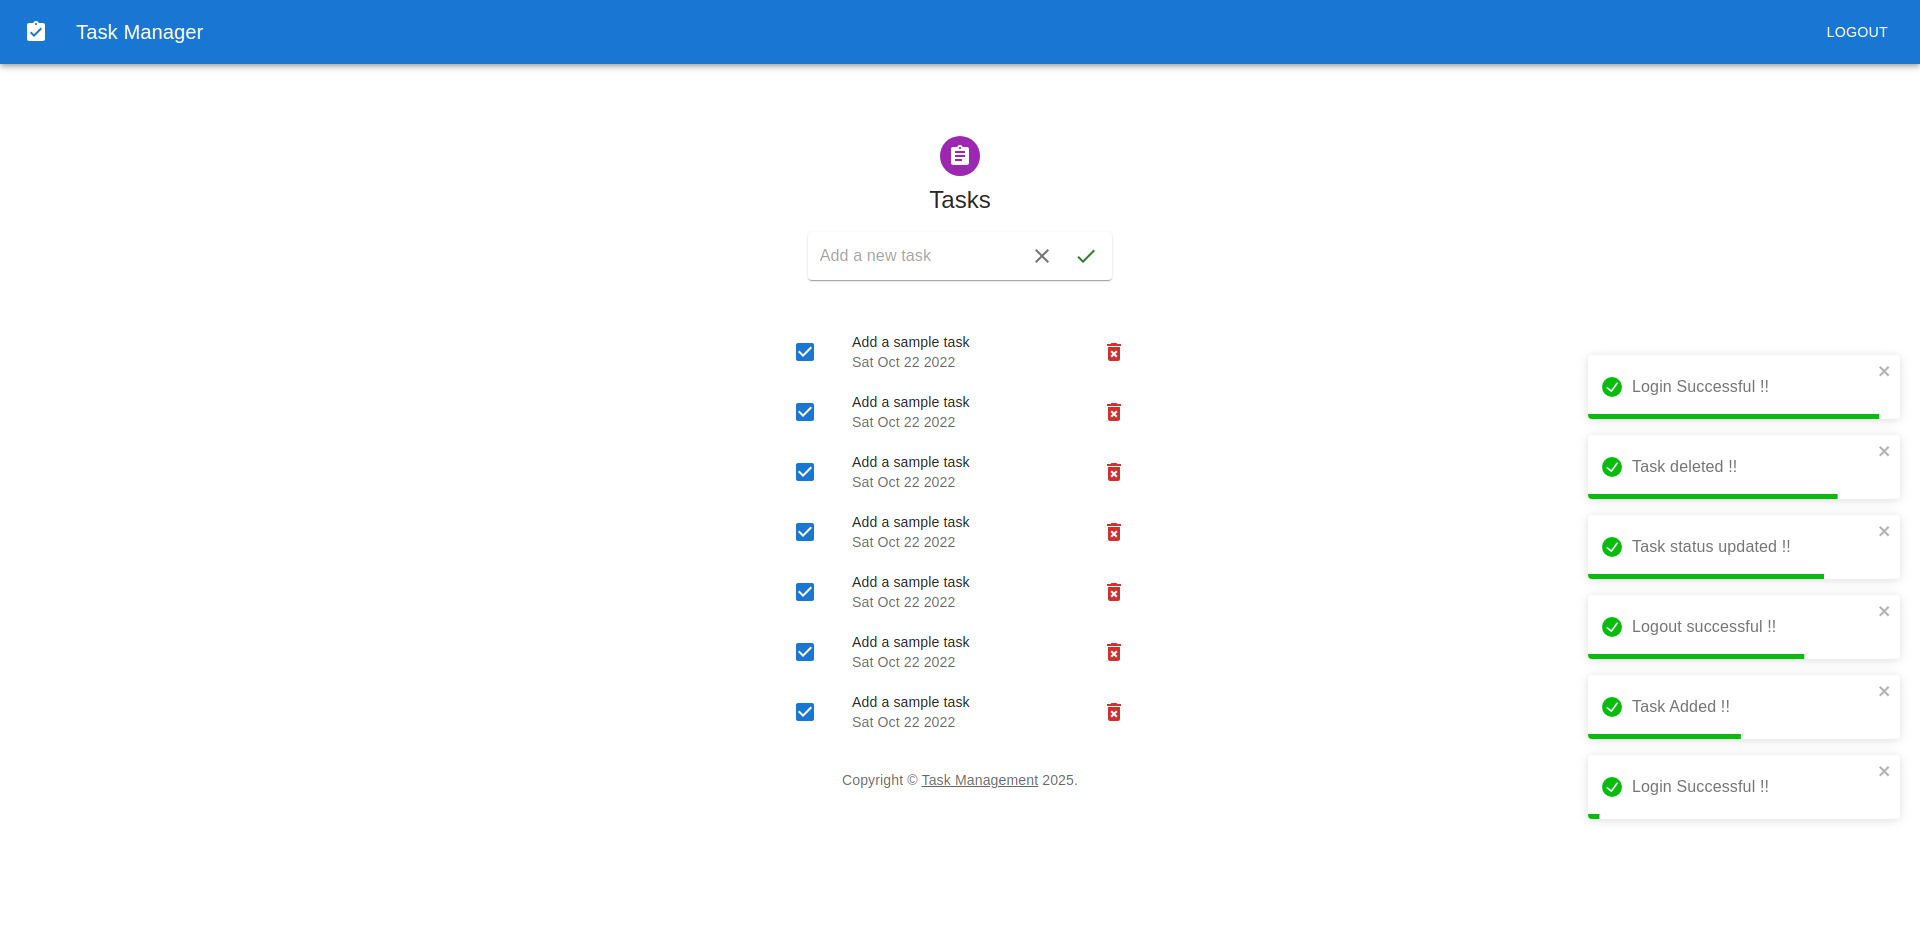 Task Manager
LOGOUT
Tasks
Add a new task
Add a sample task
Sat Oct 22 2022
Add a sample task
Sat Oct 22 2022
Add a sample task
Sat Oct 22 2022
Add a sample task
Sat Oct 22 2022
Add a sample task
Sat Oct 22 2022
Add a sample task
Sat Oct 22 2022
Add a sample task
Sat Oct 22 2022
Copyright © Task Management 2025.
Login Successful !!
Task deleted !!
Task status updated !!
Logout successful !!
Task Added !!
Login Successful !!